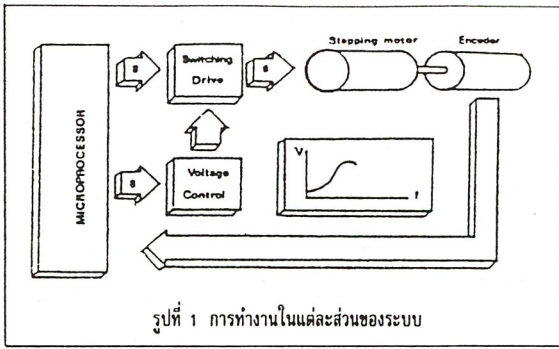 Stepping motor
Encoder
MICROPROCESSOR
8
Switching
Drive
6
8
Voltage
Control
V
f
รูปที่ 1 การทำงานในแต่ละส่วนของระบบ